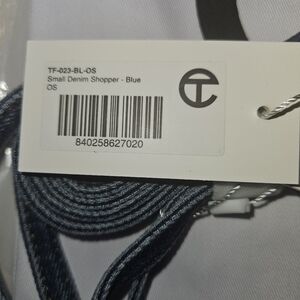 TF-023-BL-OS
Small Denim Shopper - Blue
OS
840258627020